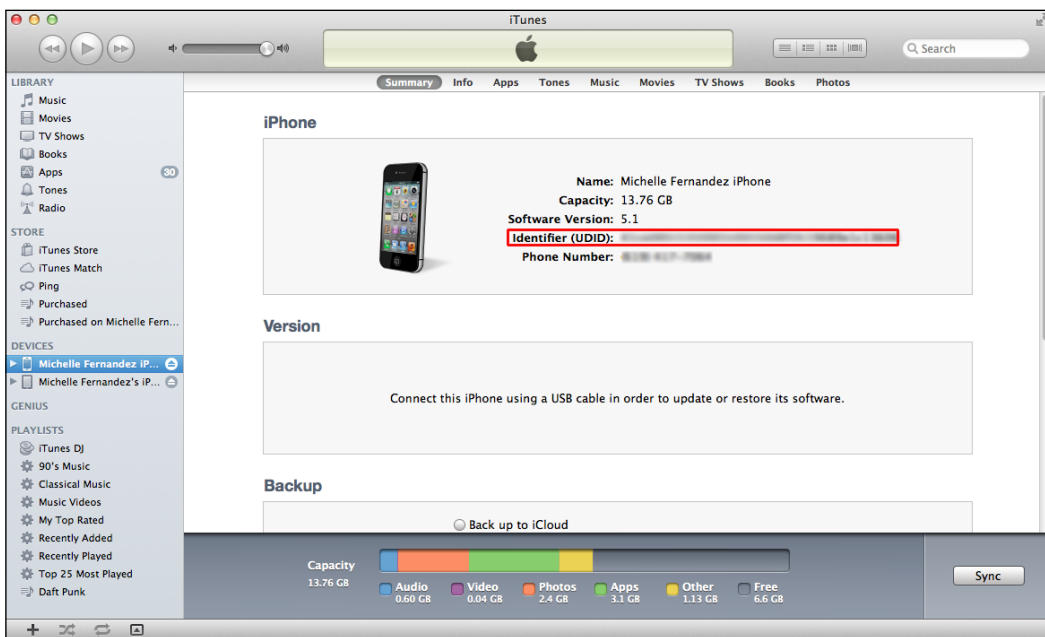 iTunes
Search
LIBRARY
Music
Movies
TV Shows
Books
Apps 30
Tones
Radio
STORE
iTunes Store
iTunes Match
Ping
Purchased
Purchased on Michelle Fern...
DEVICES
Michelle Fernandez iP...
Michelle Fernandez's iP...
GENIUS
PLAYLISTS
iTunes DJ
90's Music
Classical Music
Music Videos
My Top Rated
Recently Added
Recently Played
Top 25 Most Played
Daft Punk
Summary Info Apps Tones Music Movies TV Shows Books Photos
iPhone
Name: Michelle Fernandez iPhone
Capacity: 13.76 GB
Software Version: 5.1
Identifier (UDID):
Phone Number:
Version
Connect this iPhone using a USB cable in order to update or restore its software.
Backup
Back up to iCloud
Capacity
13.76 GB
Audio
0.60 GB
Video
0.04 GB
Photos
2.4 GB
Apps
3.1 GB
Other
1.13 GB
Free
6.6 GB
Sync